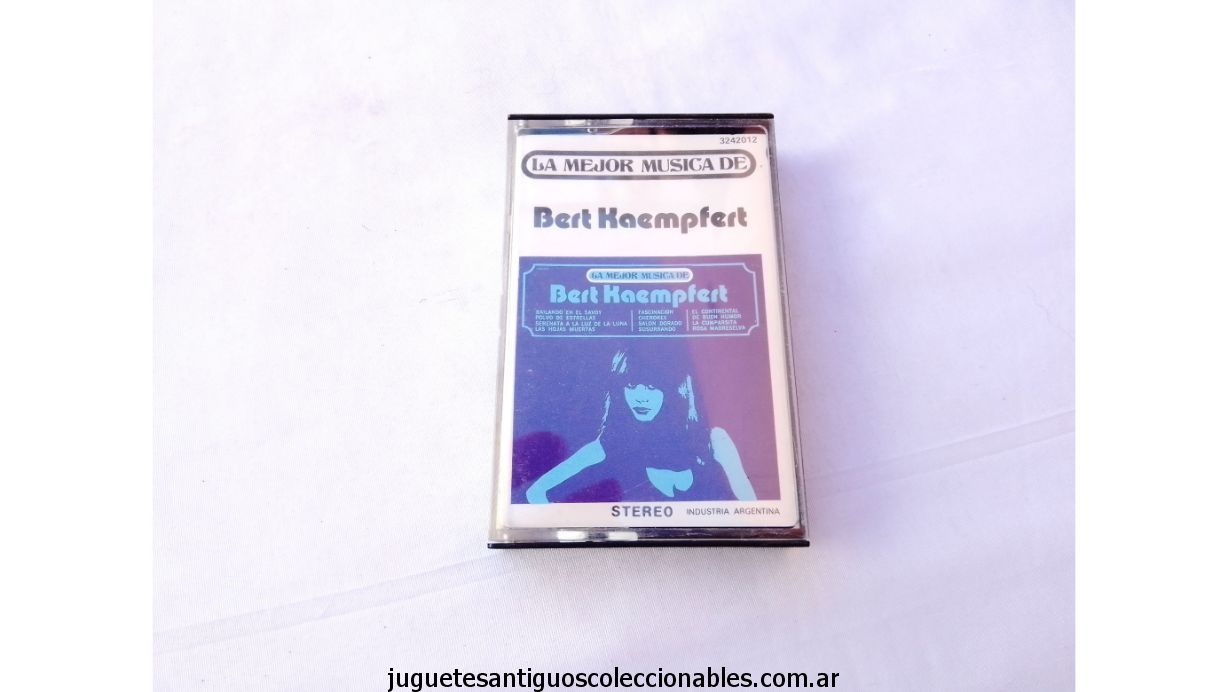 3242012
LA MEJOR MUSICA DE
Bert Kaempfert
LA MEJOR MUSICA DE
Bert Kaempfert
BAILANDO EN EL SAVOY
POLVO DE ESTRELLAS
SERENATA A LA LUZ DE LA LUNA
LAS HOJAS MUERTAS
FASCINACION
CHEROKEE
SALON DORADO
SUSURRANDO
EL CONTINENTAL
DE BUEN HUMOR
LA CUMPARSITA
ROSA MADRESELVA
STEREO INDUSTRIA ARGENTINA
juguetesantiguoscoleccionables.com.ar